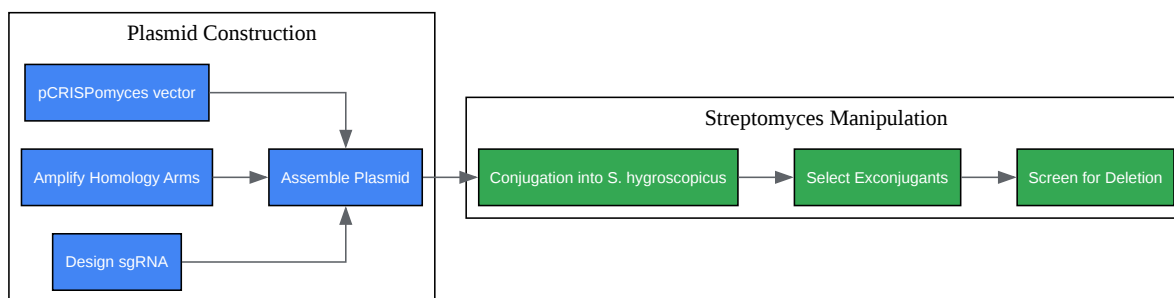 Plasmid Construction
pCRISPomyces vector
Amplify Homology Arms
Assemble Plasmid
Design sgRNA
Streptomyces Manipulation
Conjugation into S. hygroscopicus
Select Exconjugants
Screen for Deletion